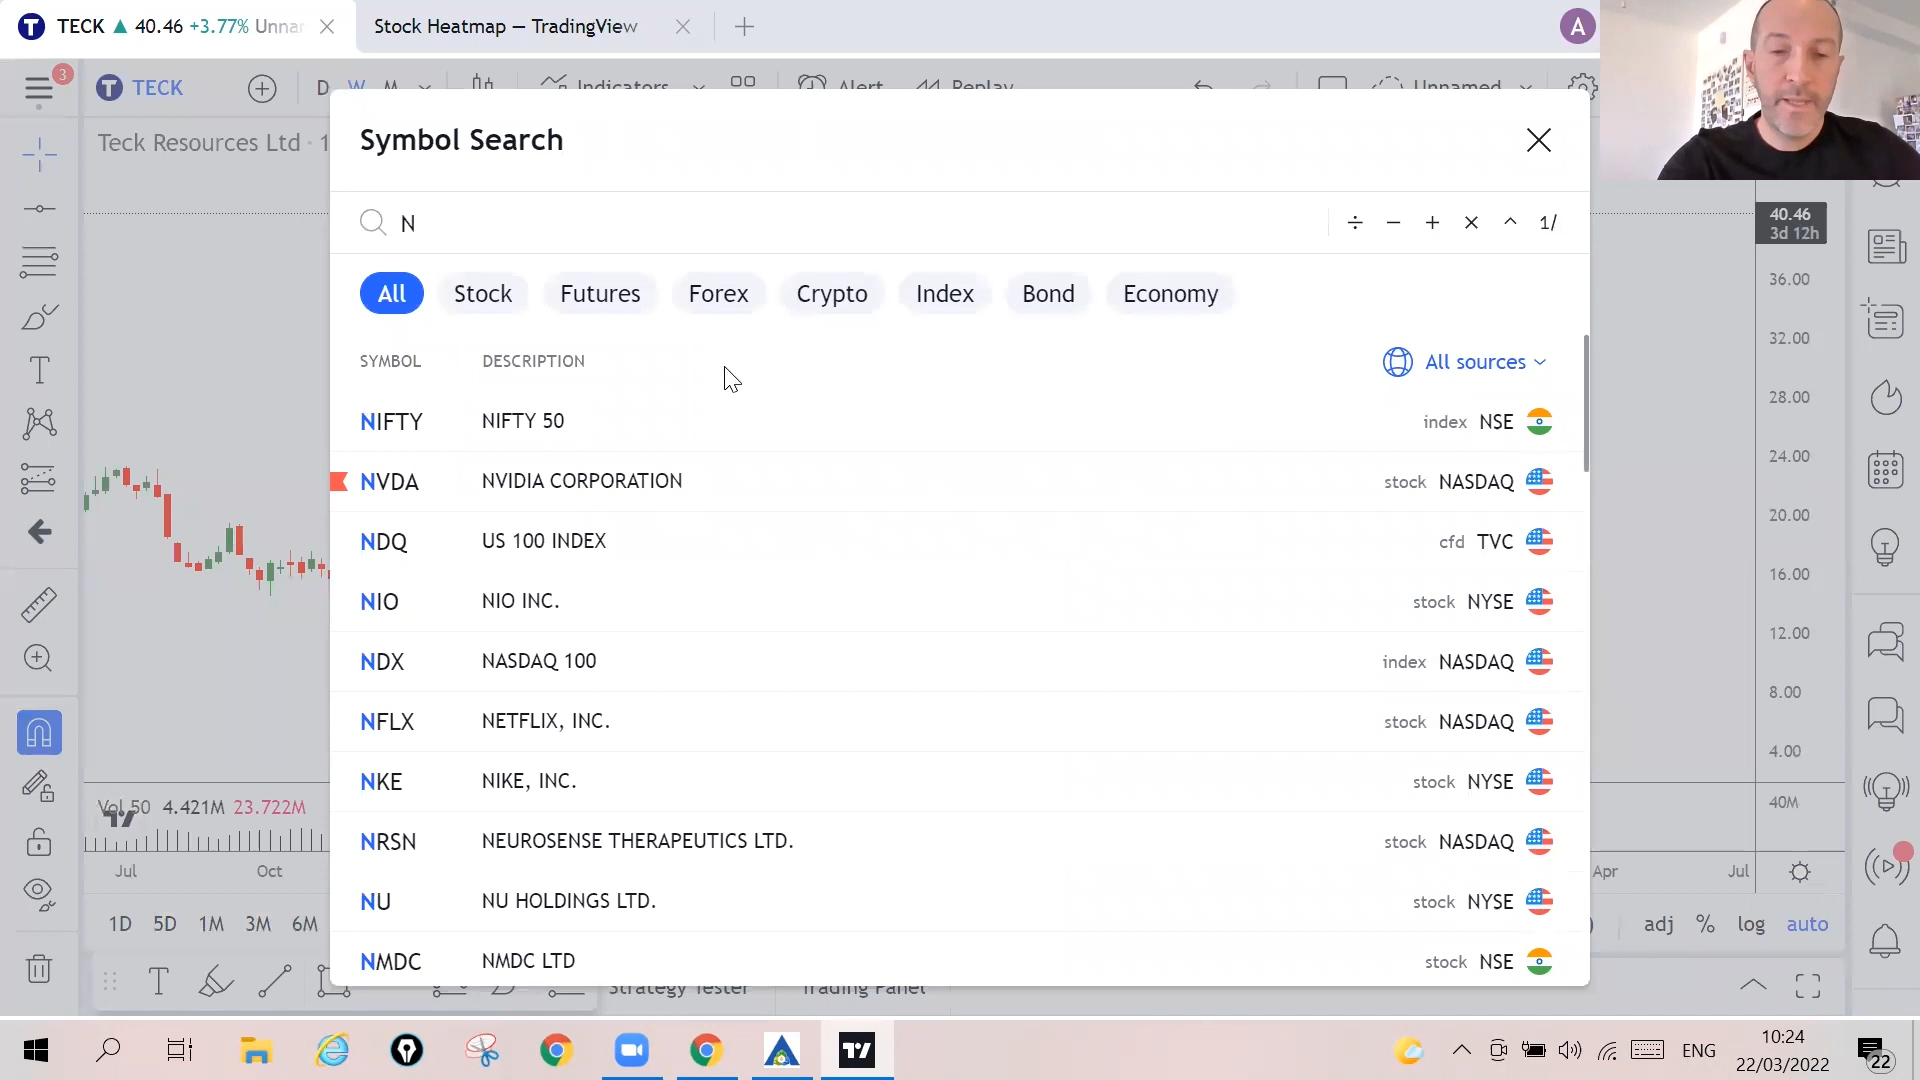 TECK ▲ 40.46 +3.77% Unnar
Stock Heatmap — TradingView
A
3
TECK
D W M
Indicators
Alert
Replay
Unnamed
Teck Resources Ltd · 1
Symbol Search
N
÷ − + × ^ 1/
All
Stock
Futures
Forex
Crypto
Index
Bond
Economy
SYMBOL
DESCRIPTION
All sources
NIFTY NIFTY 50 index NSE
NVDA NVIDIA CORPORATION stock NASDAQ
NDQ US 100 INDEX cfd TVC
NIO NIO INC. stock NYSE
NDX NASDAQ 100 index NASDAQ
NFLX NETFLIX, INC. stock NASDAQ
NKE NIKE, INC. stock NYSE
NRSN NEUROSENSE THERAPEUTICS LTD. stock NASDAQ
NU NU HOLDINGS LTD. stock NYSE
NMDC NMDC LTD stock NSE
40.46
3d 12h
36.00
32.00
28.00
24.00
20.00
16.00
12.00
8.00
4.00
40M
Vol 50 4.421M 23.722M
Jul
Oct
Apr
Jul
1D 5D 1M 3M 6M
adj % log auto
Strategy Tester
Trading Panel
ENG
10:24
22/03/2022
22